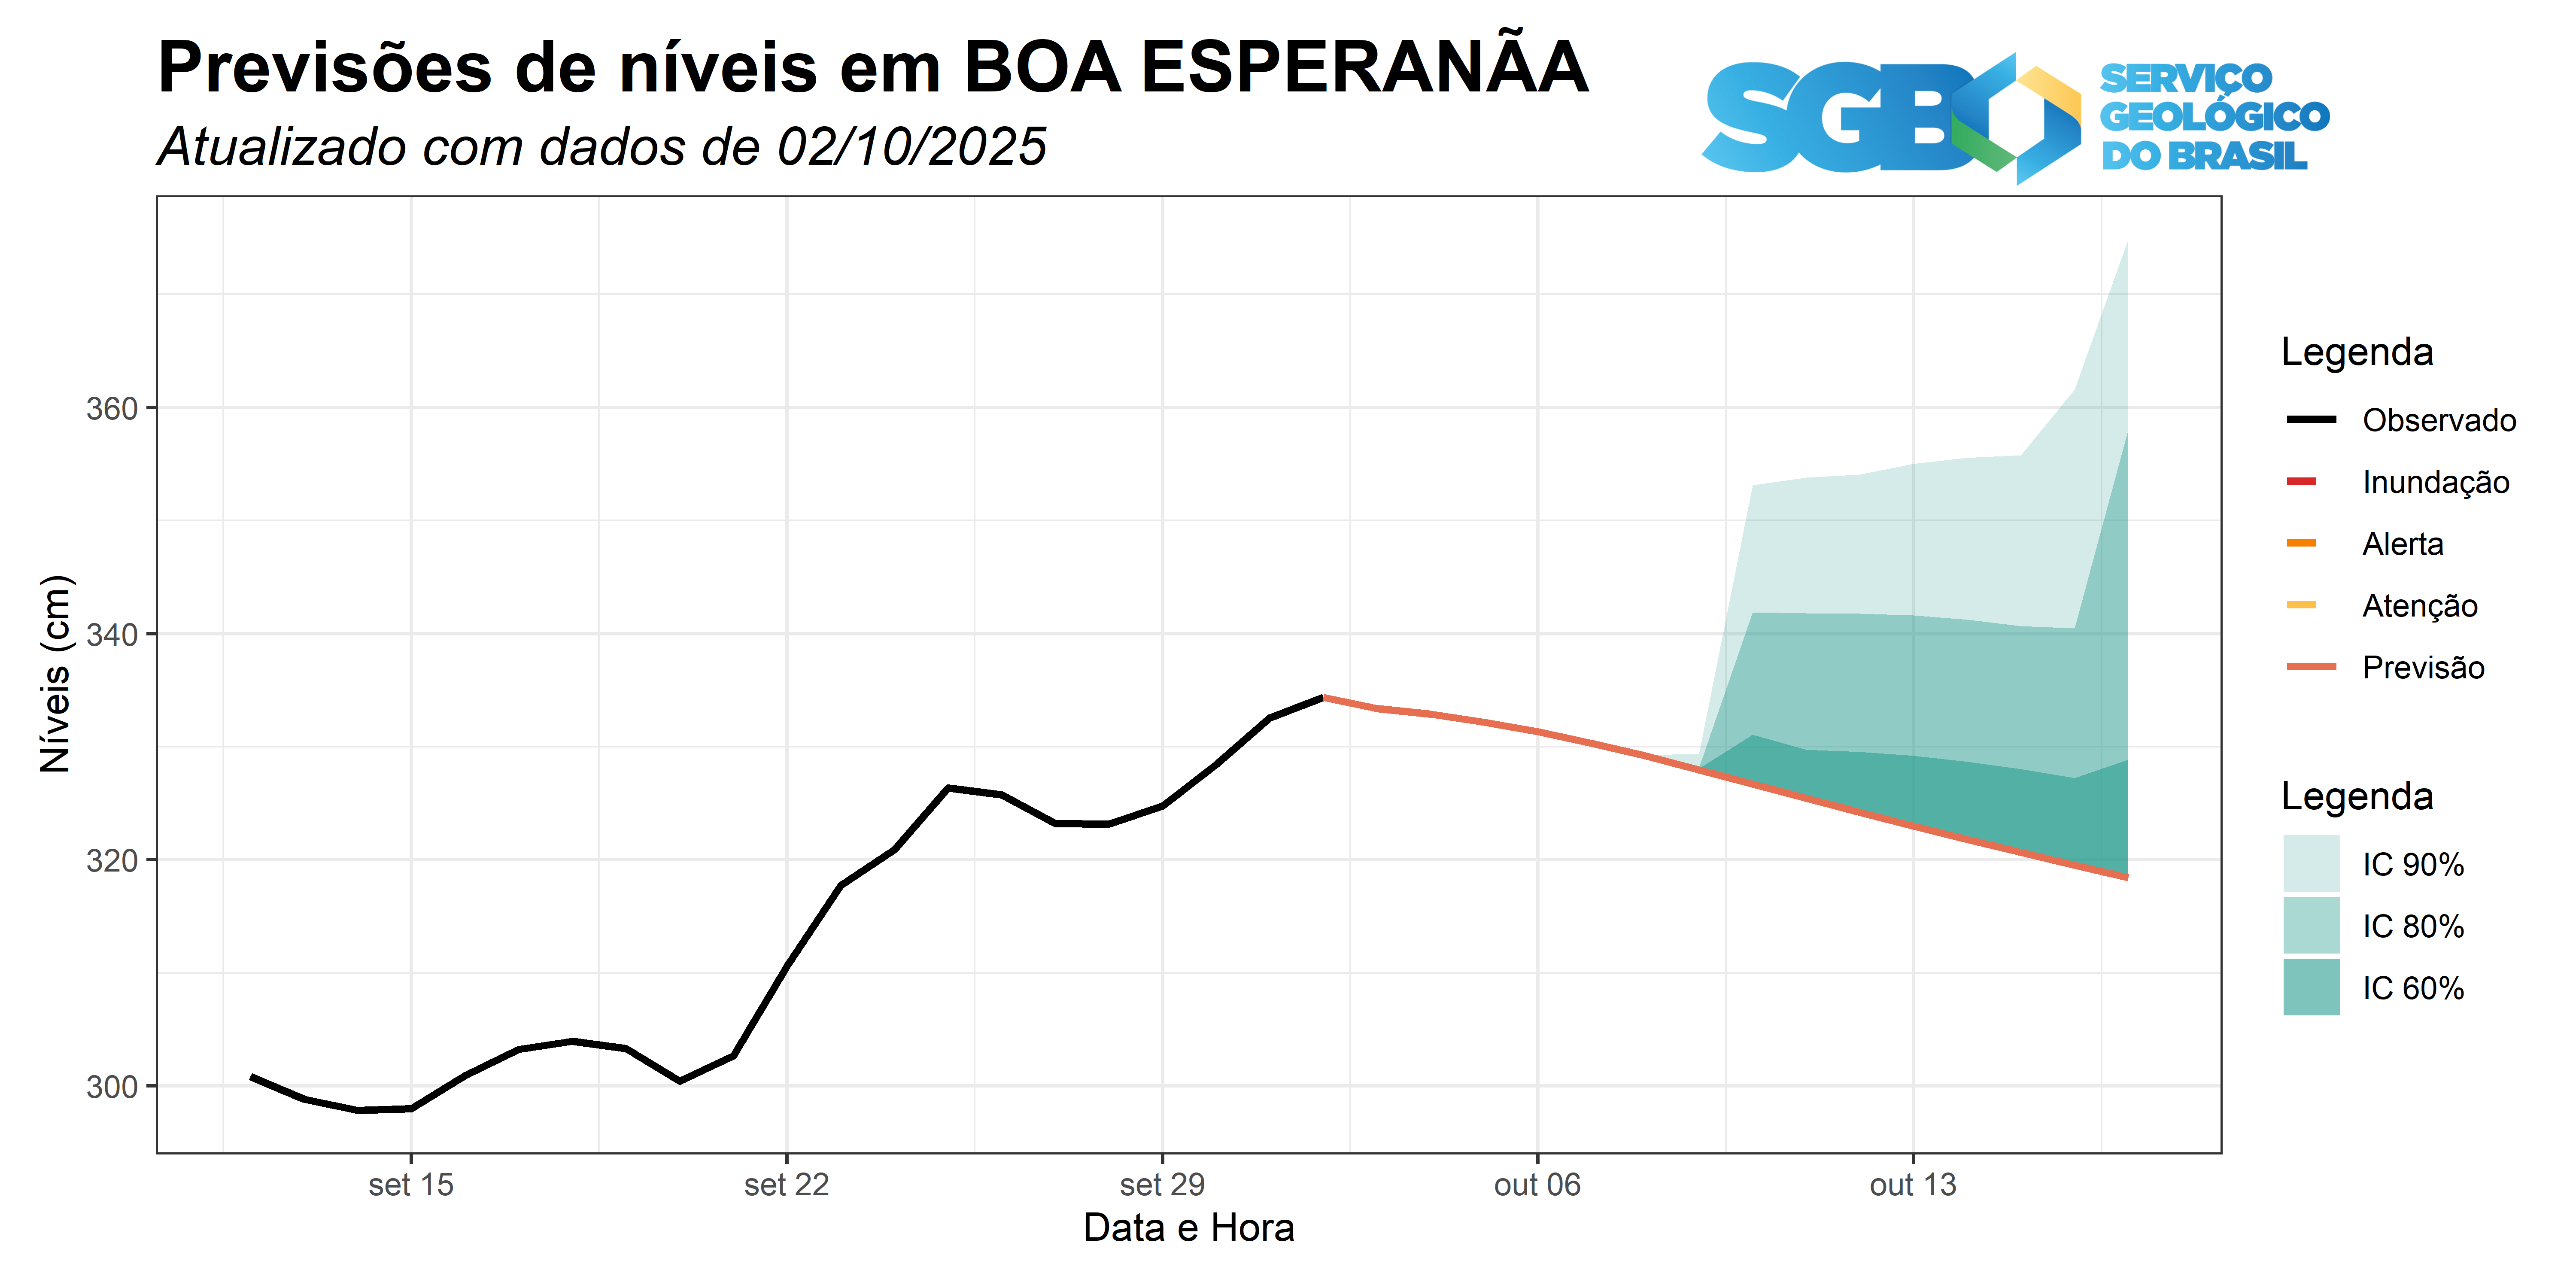 Previsões de níveis em BOA ESPERANÃA
Atualizado com dados de 02/10/2025
SGB
SERVIÇO
GEOLÓGICO
DO BRASIL
Níveis (cm)
360
340
320
300
set 15
set 22
set 29
out 06
out 13
Data e Hora
Legenda
Observado
Inundação
Alerta
Atenção
Previsão
Legenda
IC 90%
IC 80%
IC 60%